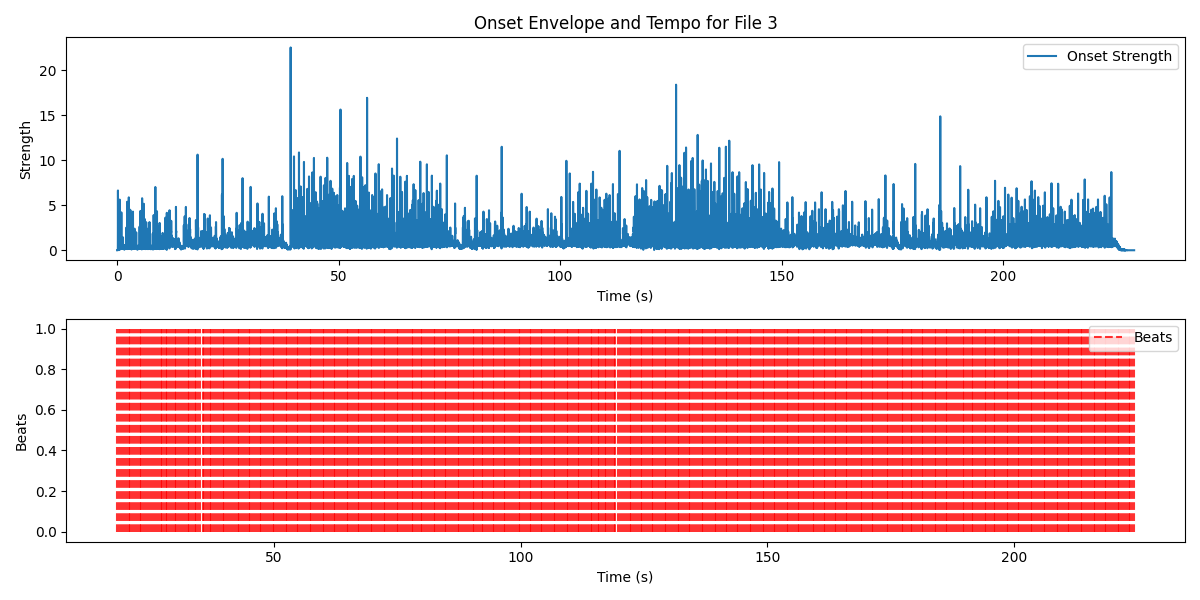 Onset Envelope and Tempo for File 3
Onset Strength
20
15
10
5
0
Strength
0 50 100 150 200
Time (s)
Beats
1.0
0.8
0.6
0.4
0.2
0.0
Beats
50 100 150 200
Time (s)